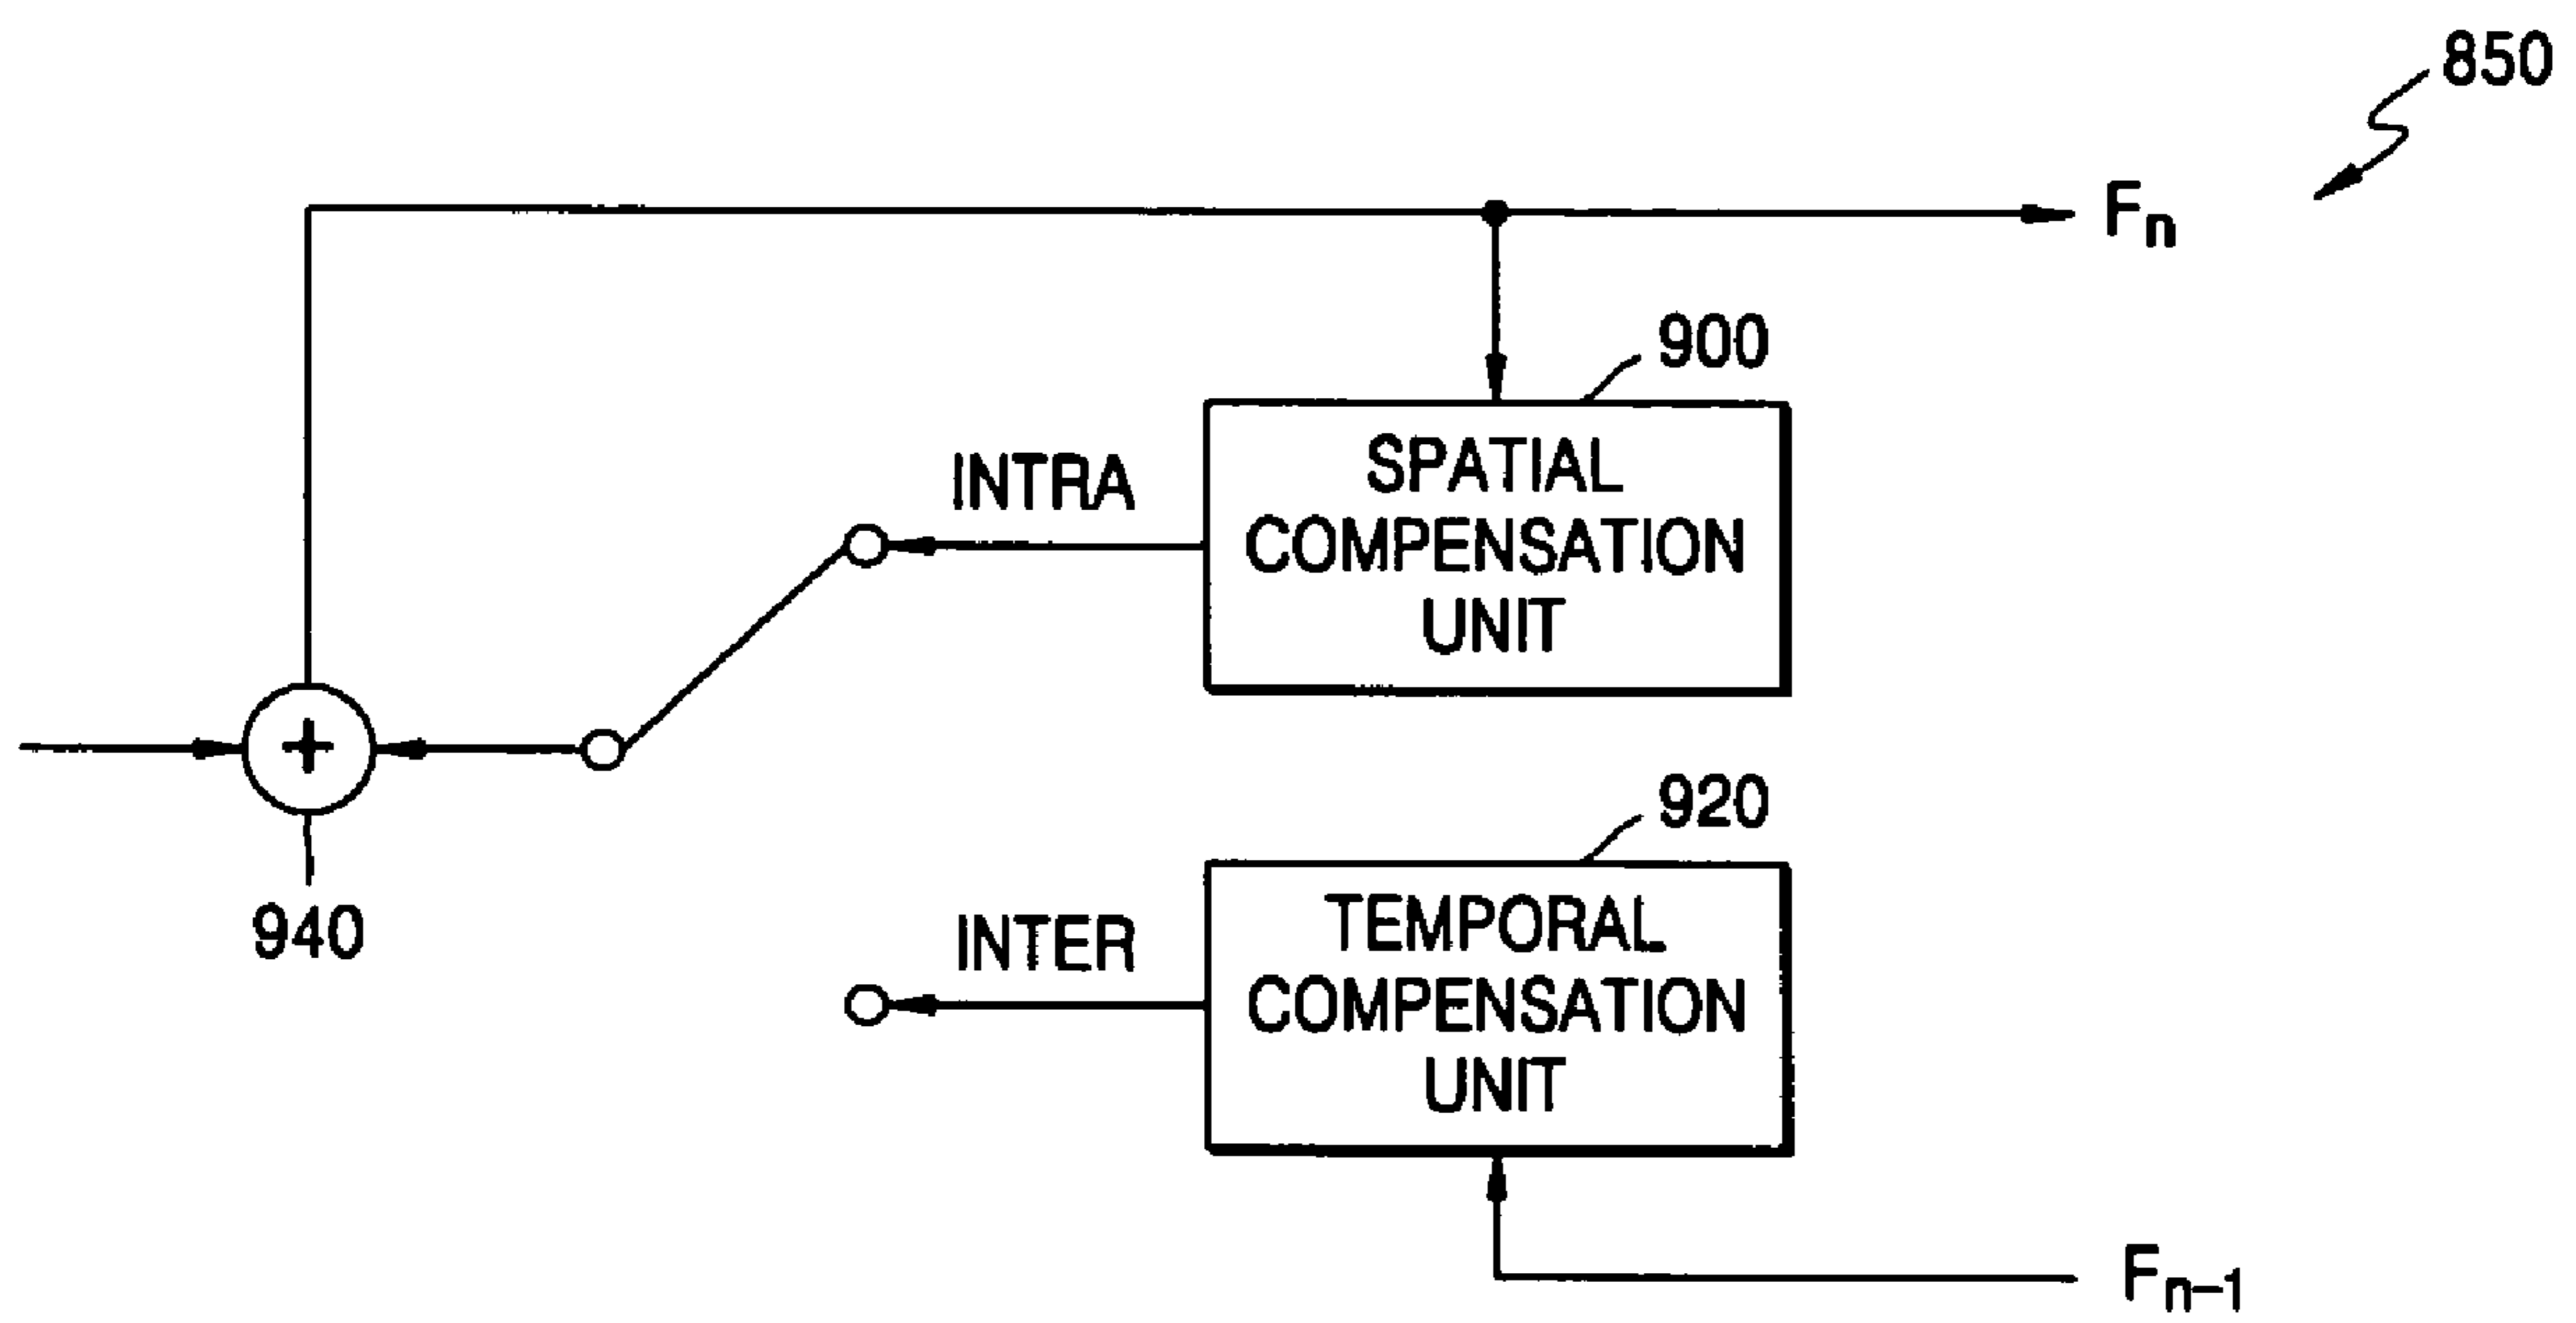 850
Fn
900
INTRA
SPATIAL
COMPENSATION
UNIT
+
920
940
INTER
TEMPORAL
COMPENSATION
UNIT
Fn-1